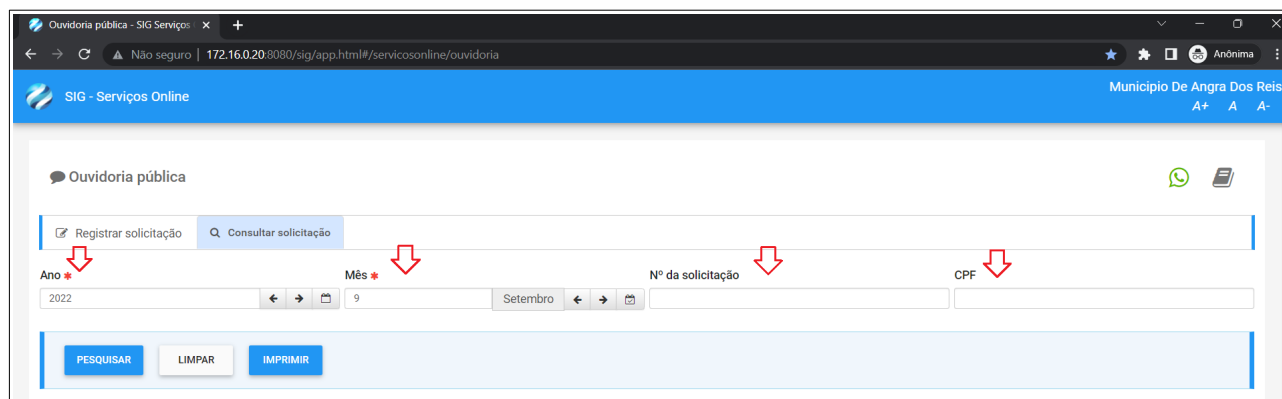 Ouvidoria pública - SIG Serviços
Não seguro | 172.16.0.20:8080/sig/app.html#/servicosonline/ouvidoria
Anônima
SIG - Serviços Online
Municipio De Angra Dos Reis
A+ A A-
Ouvidoria pública
Registrar solicitação
Consultar solicitação
Ano * Mês * Nº da solicitação CPF
2022 9 Setembro
PESQUISAR LIMPAR IMPRIMIR